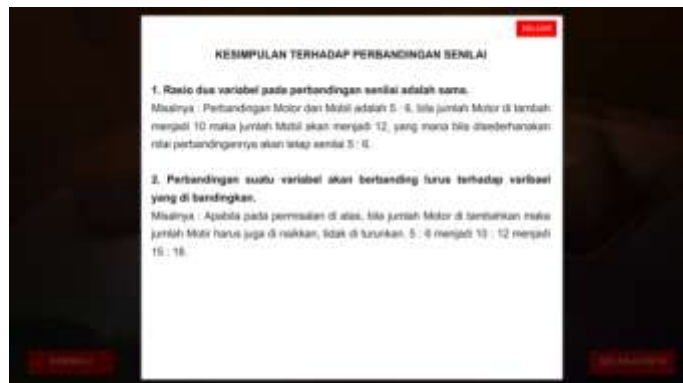 KESIMPULAN TERHADAP PERBANDINGAN SENILAI
1. Rasio dua variabel pada perbandingan senilai adalah sama.
Misalnya : Perbandingan Motor dan Mobil adalah 5 : 6, bila jumlah Motor di tambah
menjadi 10 maka jumlah Mobil akan menjadi 12, yang mana bila disederhanakan
nilai perbandingannya akan tetap senilai 5 : 6.
2. Perbandingan suatu variabel akan berbanding lurus terhadap varibael
yang di bandingkan.
Misalnya : Apabila pada permisalan di atas, bila jumlah Motor di tambahkan maka
jumlah Mobil harus juga di naikkan, tidak di turunkan. 5 : 6 menjadi 10 : 12 menjadi
15 : 18.